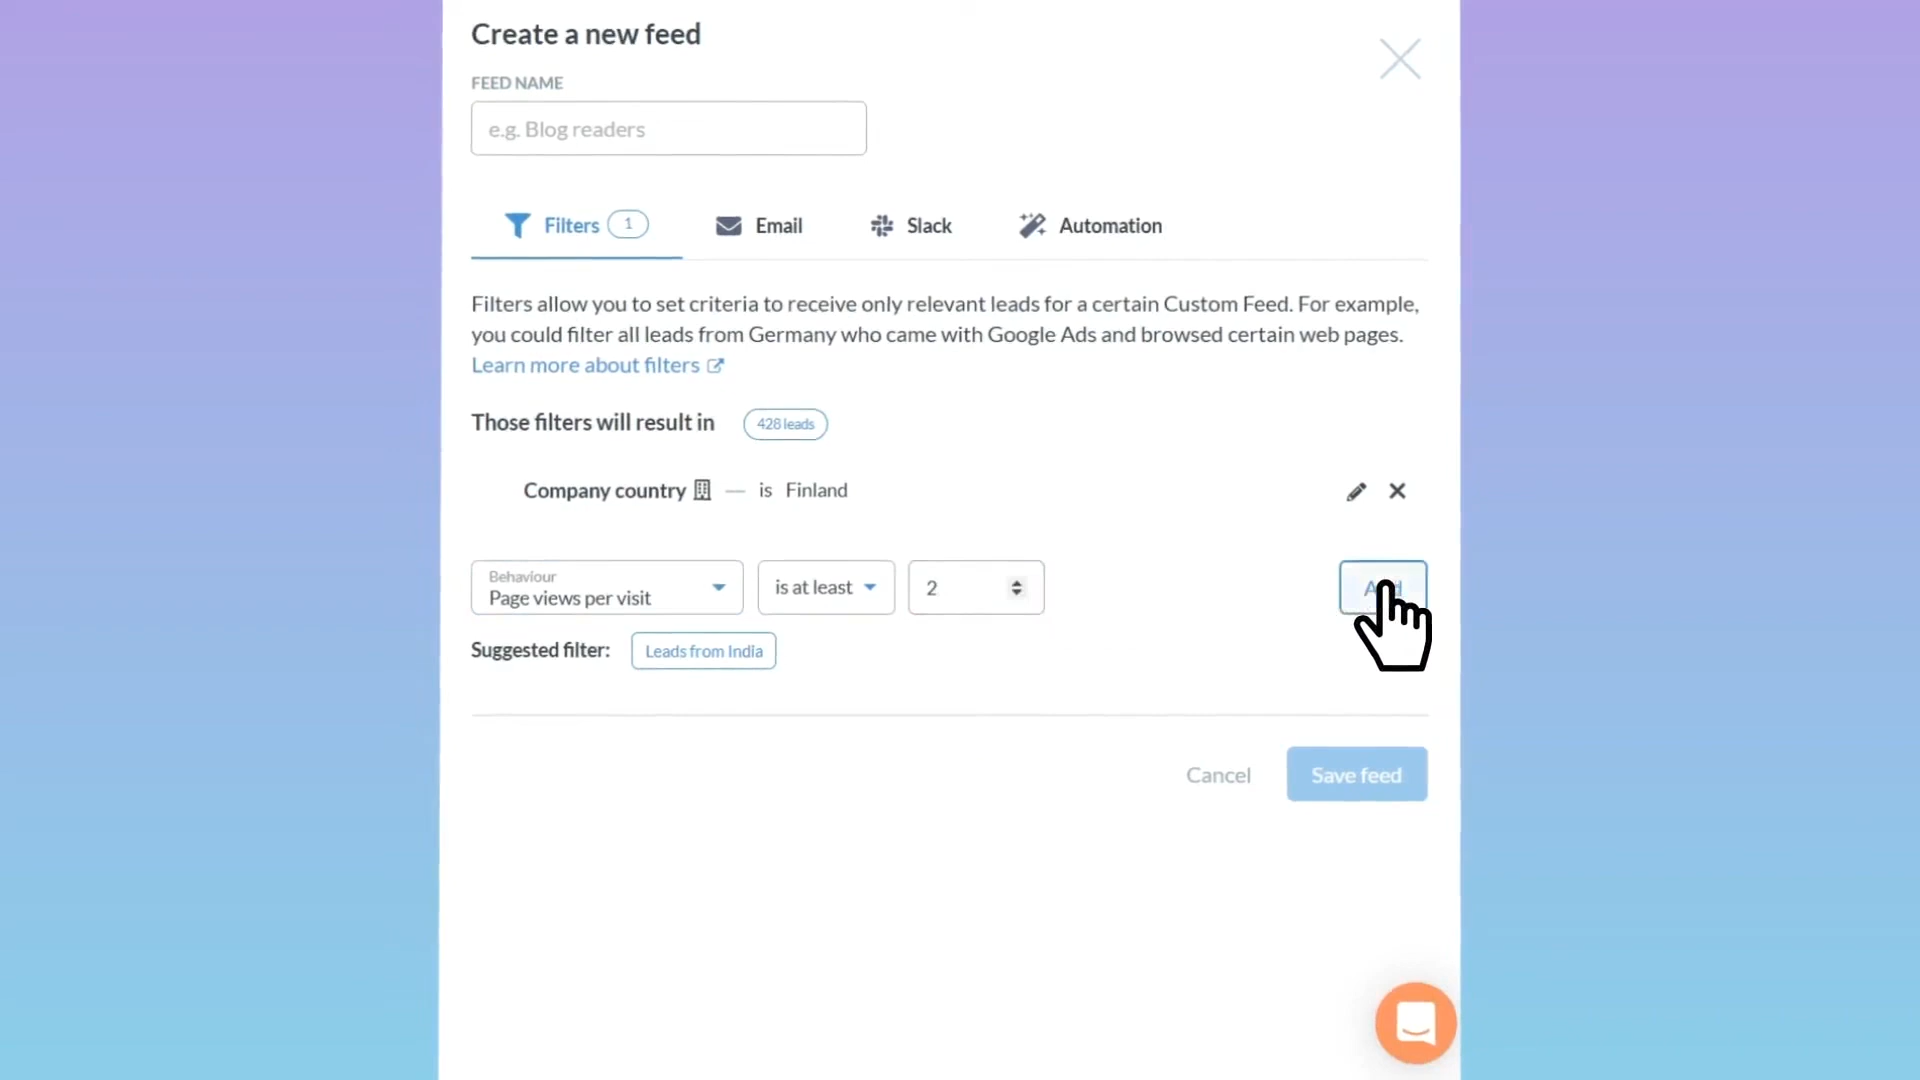 Create a new feed
FEED NAME
e.g. Blog readers
Filters 1 Email Slack Automation
Filters allow you to set criteria to receive only relevant leads for a certain Custom Feed. For example,
you could filter all leads from Germany who came with Google Ads and browsed certain web pages.
Learn more about filters
Those filters will result in 428 leads
Company country — is Finland
Behaviour
Page views per visit is at least 2
Suggested filter: Leads from India
Cancel Save feed